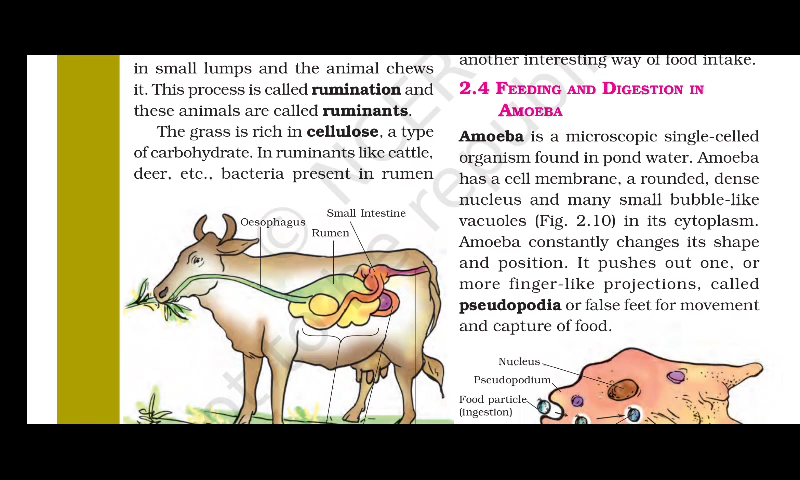 in small lumps and the animal chews
it. This process is called rumination and
these animals are called ruminants.
The grass is rich in cellulose, a type
of carbohydrate. In ruminants like cattle,
deer, etc., bacteria present in rumen
Small Intestine
Oesophagus
Rumen
another interesting way of food intake.
2.4 FEEDING AND DIGESTION IN
AMOEBA
Amoeba is a microscopic single-celled
organism found in pond water. Amoeba
has a cell membrane, a rounded, dense
nucleus and many small bubble-like
vacuoles (Fig. 2.10) in its cytoplasm.
Amoeba constantly changes its shape
and position. It pushes out one, or
more finger-like projections, called
pseudopodia or false feet for movement
and capture of food.
Nucleus
Pseudopodium
Food particle
(ingestion)
© NCER
not to be republi